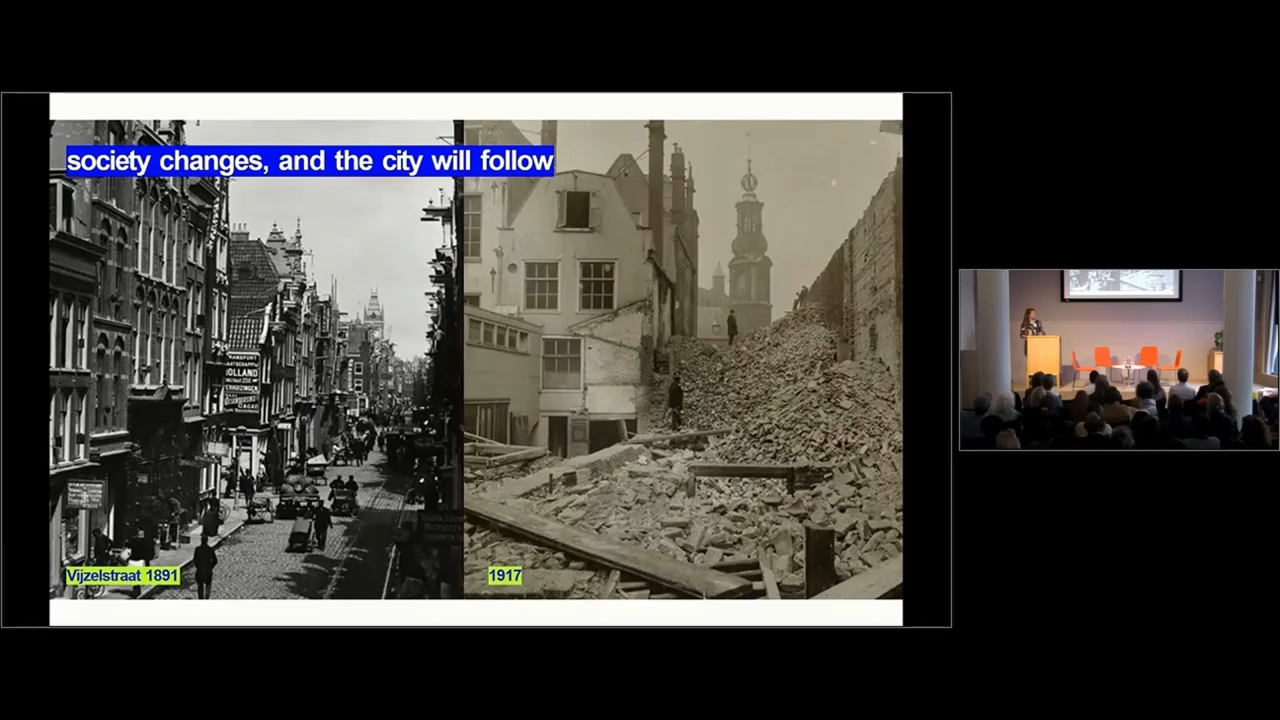 society changes, and the city will follow
HOLLAND
Vijzelstraat 1891
1917